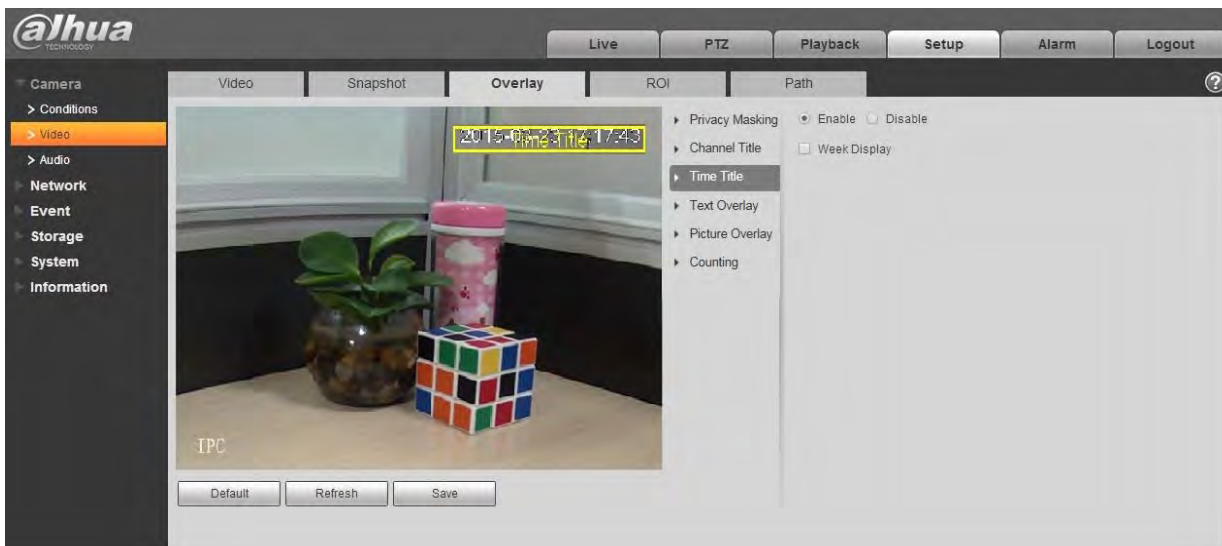 alhua
TECHNOLOGY
Live PTZ Playback Setup Alarm Logout
Camera
> Conditions
> Video
> Audio
Network
Event
Storage
System
Information
Video Snapshot Overlay ROI Path
?
Time Title
IPC
Default Refresh Save
Privacy Masking
Channel Title
Time Title
Text Overlay
Picture Overlay
Counting
Enable Disable
Week Display